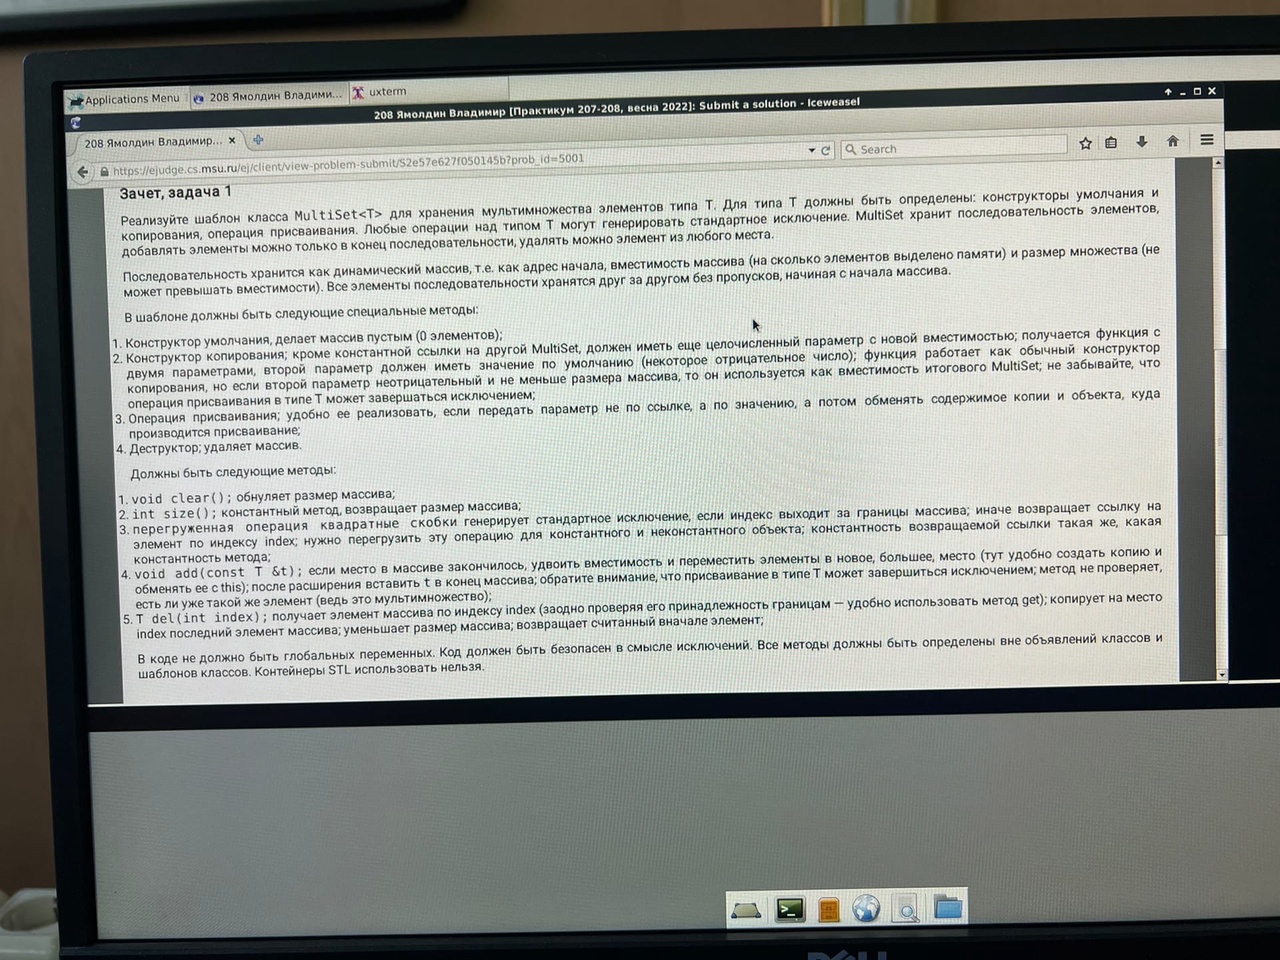 Applications Menu
208 Ямолдин Владими...
uxterm
208 Ямолдин Владимир [Практикум 207-208, весна 2022]: Submit a solution - Iceweasel
208 Ямолдин Владимир...
https://ejudge.cs.msu.ru/ej/client/view-problem-submit/S2e57e627f050145b?prob_id=5001
Search
Зачет, задача 1
Реализуйте шаблон класса MultiSet<T> для хранения мультимножества элементов типа T. Для типа T должны быть определены: конструкторы умолчания и
копирования, операция присваивания. Любые операции над типом T могут генерировать стандартное исключение. MultiSet хранит последовательность элементов,
добавлять элементы можно только в конец последовательности, удалять можно элемент из любого места.
Последовательность хранится как динамический массив, т.е. как адрес начала, вместимость массива (на сколько элементов выделено памяти) и размер множества (не
может превышать вместимости). Все элементы последовательности хранятся друг за другом без пропусков, начиная с начала массива.
В шаблоне должны быть следующие специальные методы:
1. Конструктор умолчания, делает массив пустым (0 элементов);
2. Конструктор копирования; кроме константной ссылки на другой MultiSet, должен иметь еще целочисленный параметр с новой вместимостью; получается функция с
двумя параметрами, второй параметр должен иметь значение по умолчанию (некоторое отрицательное число); функция работает как обычный конструктор
копирования, но если второй параметр неотрицательный и не меньше размера массива, то он используется как вместимость итогового MultiSet; не забывайте, что
операция присваивания в типе T может завершаться исключением;
3. Операция присваивания; удобно ее реализовать, если передать параметр не по ссылке, а по значению, а потом обменять содержимое копии и объекта, куда
производится присваивание;
4. Деструктор; удаляет массив.
Должны быть следующие методы:
1. void clear(); обнуляет размер массива;
2. int size(); константный метод, возвращает размер массива;
3. перегруженная операция квадратные скобки генерирует стандартное исключение, если индекс выходит за границы массива; иначе возвращает ссылку на
элемент по индексу index; нужно перегрузить эту операцию для константного и неконстантного объекта; константность возвращаемой ссылки такая же, какая
константность метода;
4. void add(const T &t); если место в массиве закончилось, удвоить вместимость и переместить элементы в новое, большее, место (тут удобно создать копию и
обменять ее с this); после расширения вставить t в конец массива; обратите внимание, что присваивание в типе T может завершиться исключением; метод не проверяет,
есть ли уже такой же элемент (ведь это мультимножество);
5. T del(int index); получает элемент массива по индексу index (заодно проверяя его принадлежность границам — удобно использовать метод get); копирует на место
index последний элемент массива; уменьшает размер массива; возвращает считанный вначале элемент;
В коде не должно быть глобальных переменных. Код должен быть безопасен в смысле исключений. Все методы должны быть определены вне объявлений классов и
шаблонов классов. Контейнеры STL использовать нельзя.
DELL